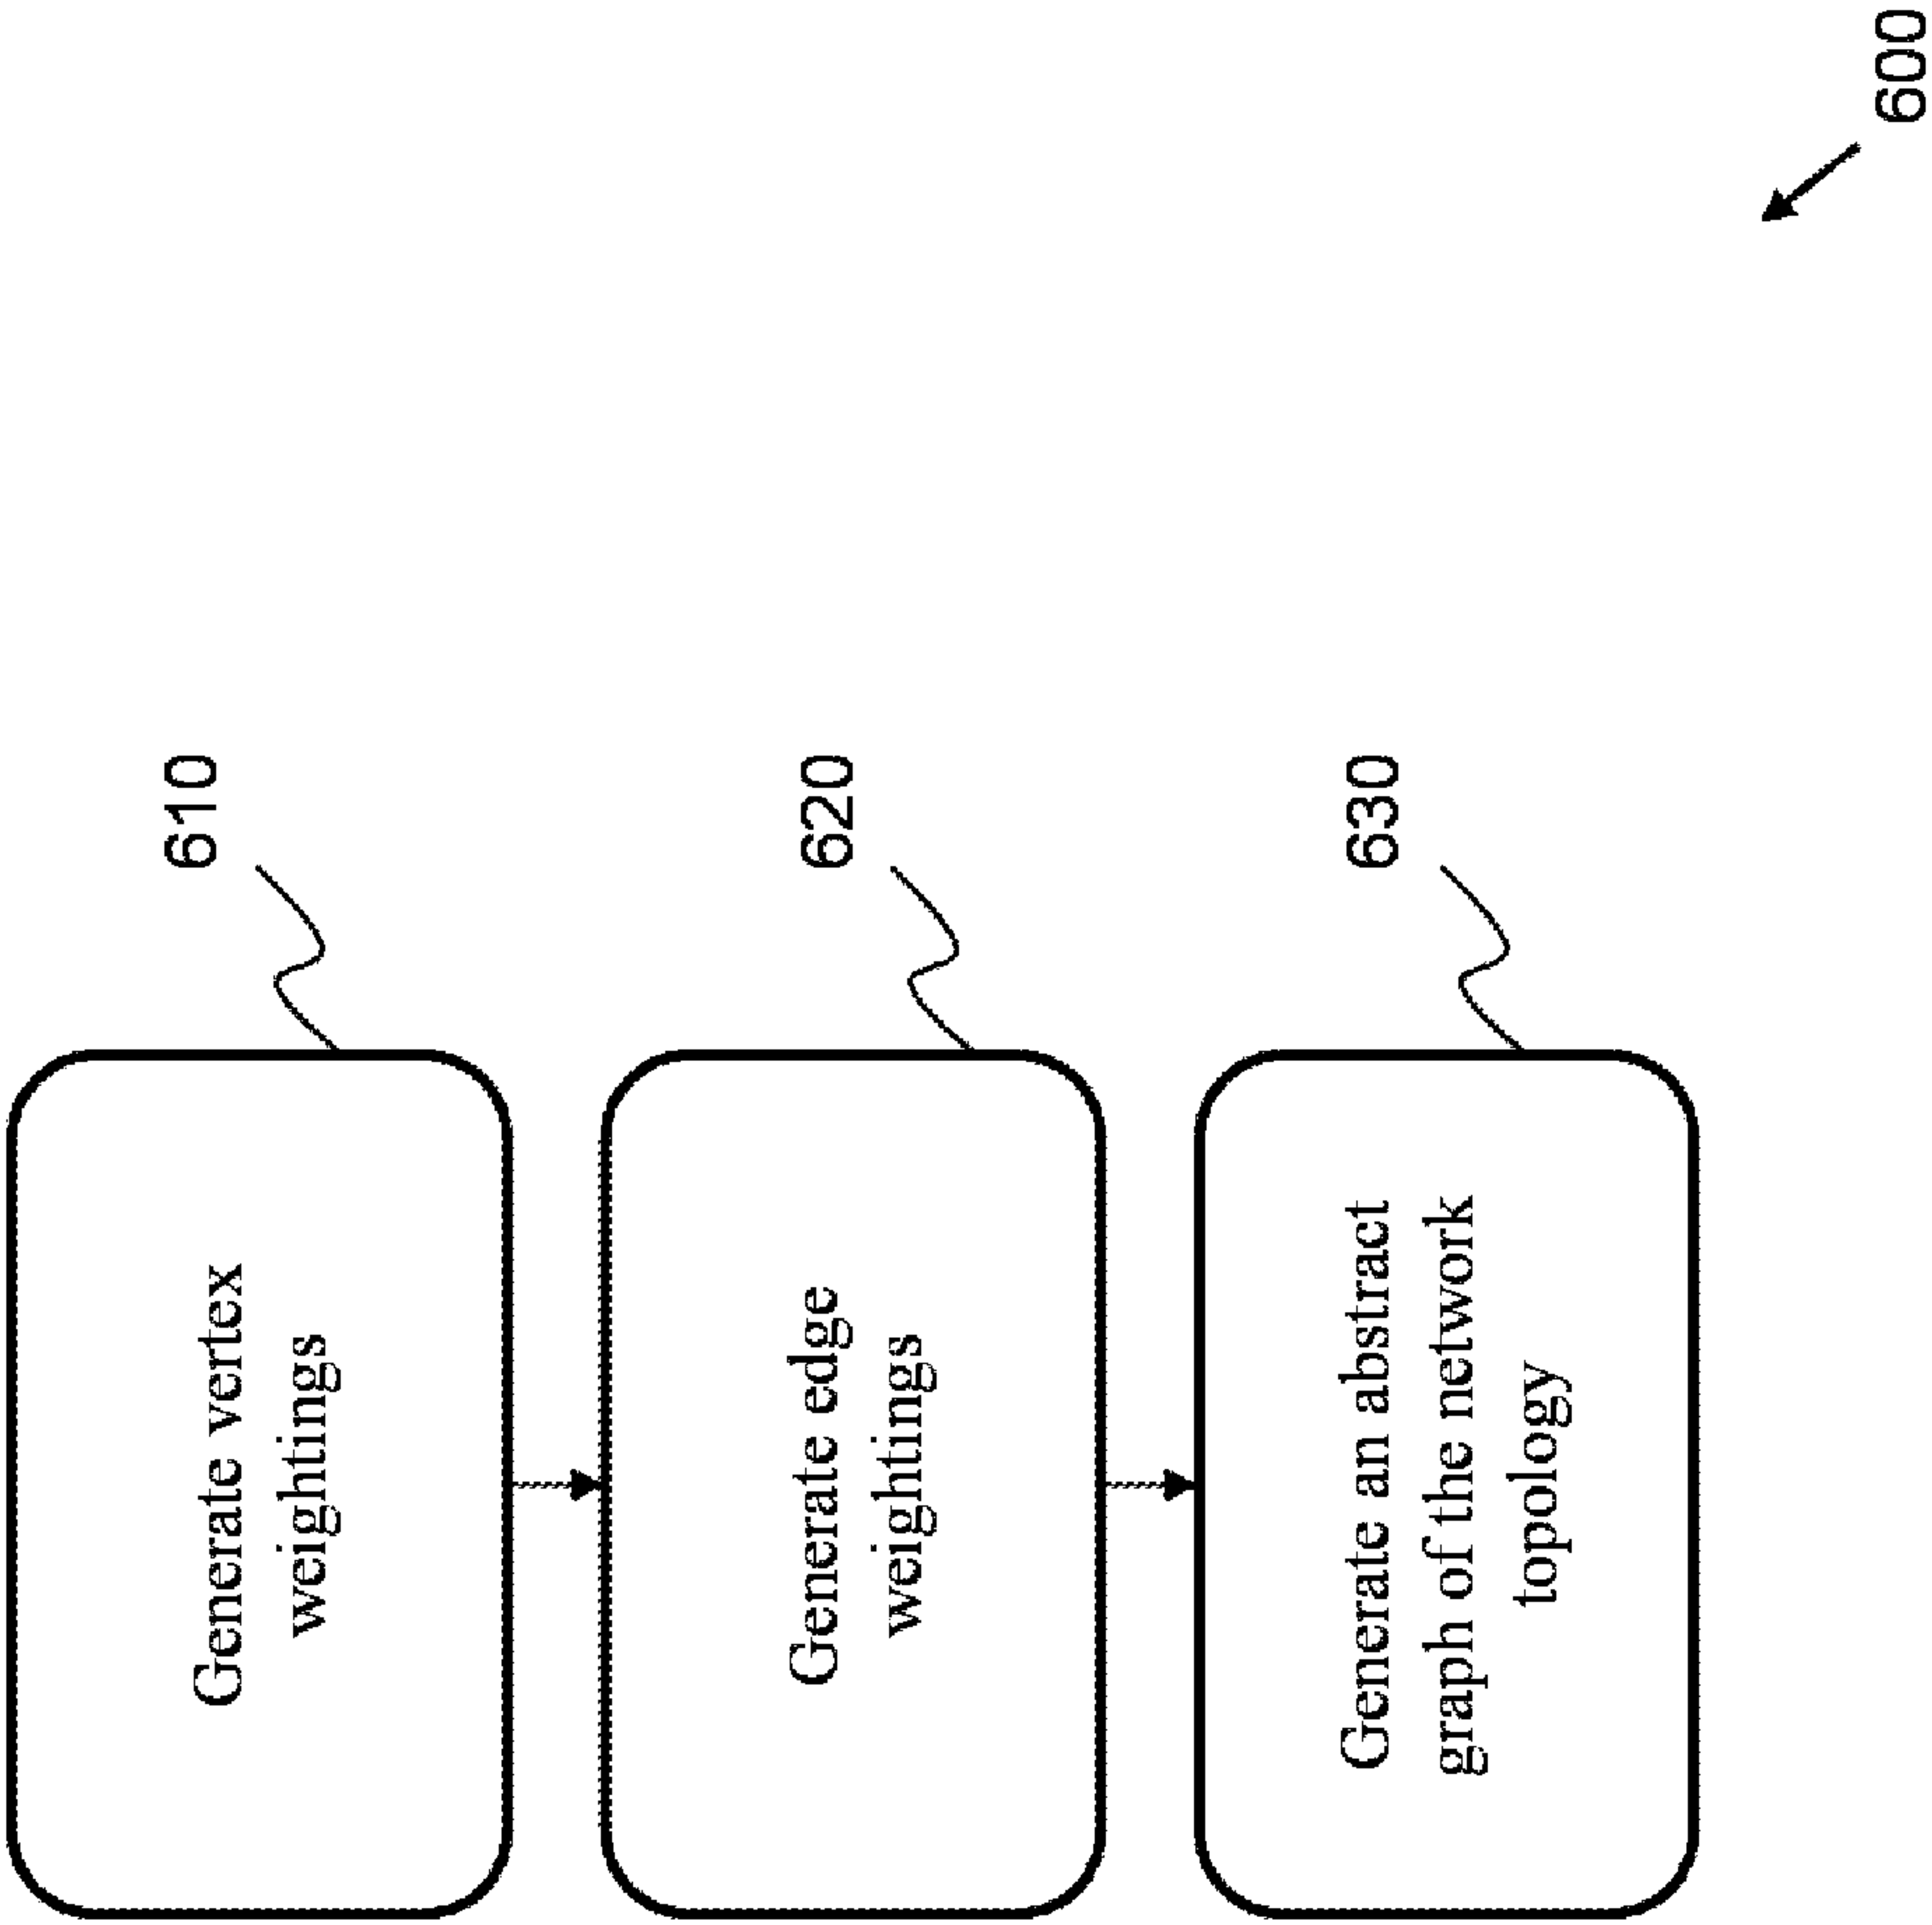 Generate vertex
weightings
610
Generate edge
weightings
620
Generate an abstract
graph of the network
topology
630
600